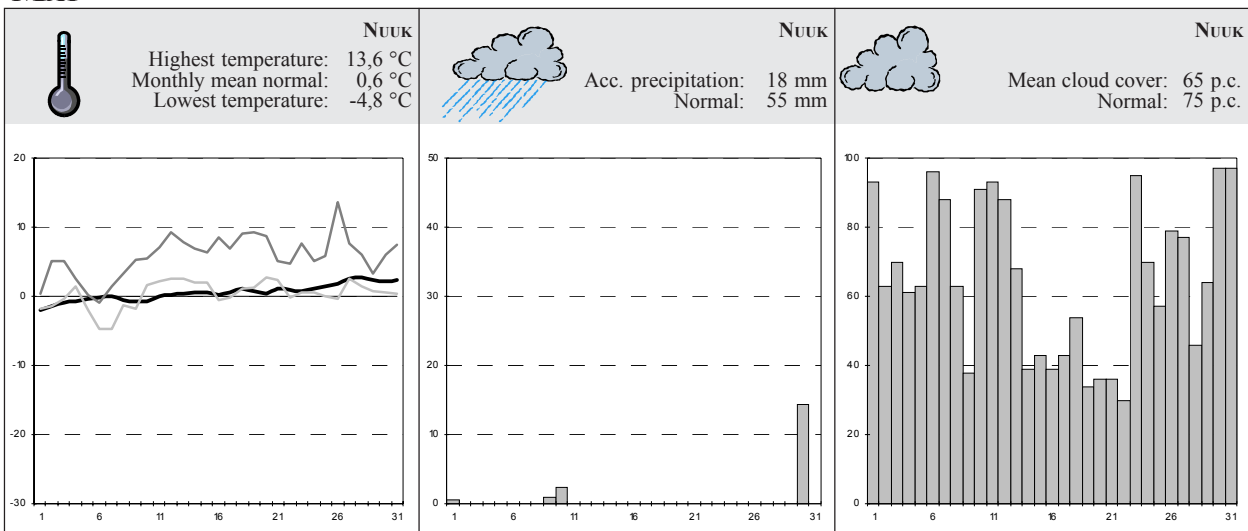 NUUK
Highest temperature: 13,6 °C
Monthly mean normal: 0,6 °C
Lowest temperature: -4,8 °C
NUUK
Acc. precipitation: 18 mm
Normal: 55 mm
NUUK
Mean cloud cover: 65 p.c.
Normal: 75 p.c.
20
10
0
-10
-20
-30
1 6 11 16 21 26 31
50
40
30
20
10
0
1 6 11 16 21 26 31
100
80
60
40
20
0
1 6 11 16 21 26 31